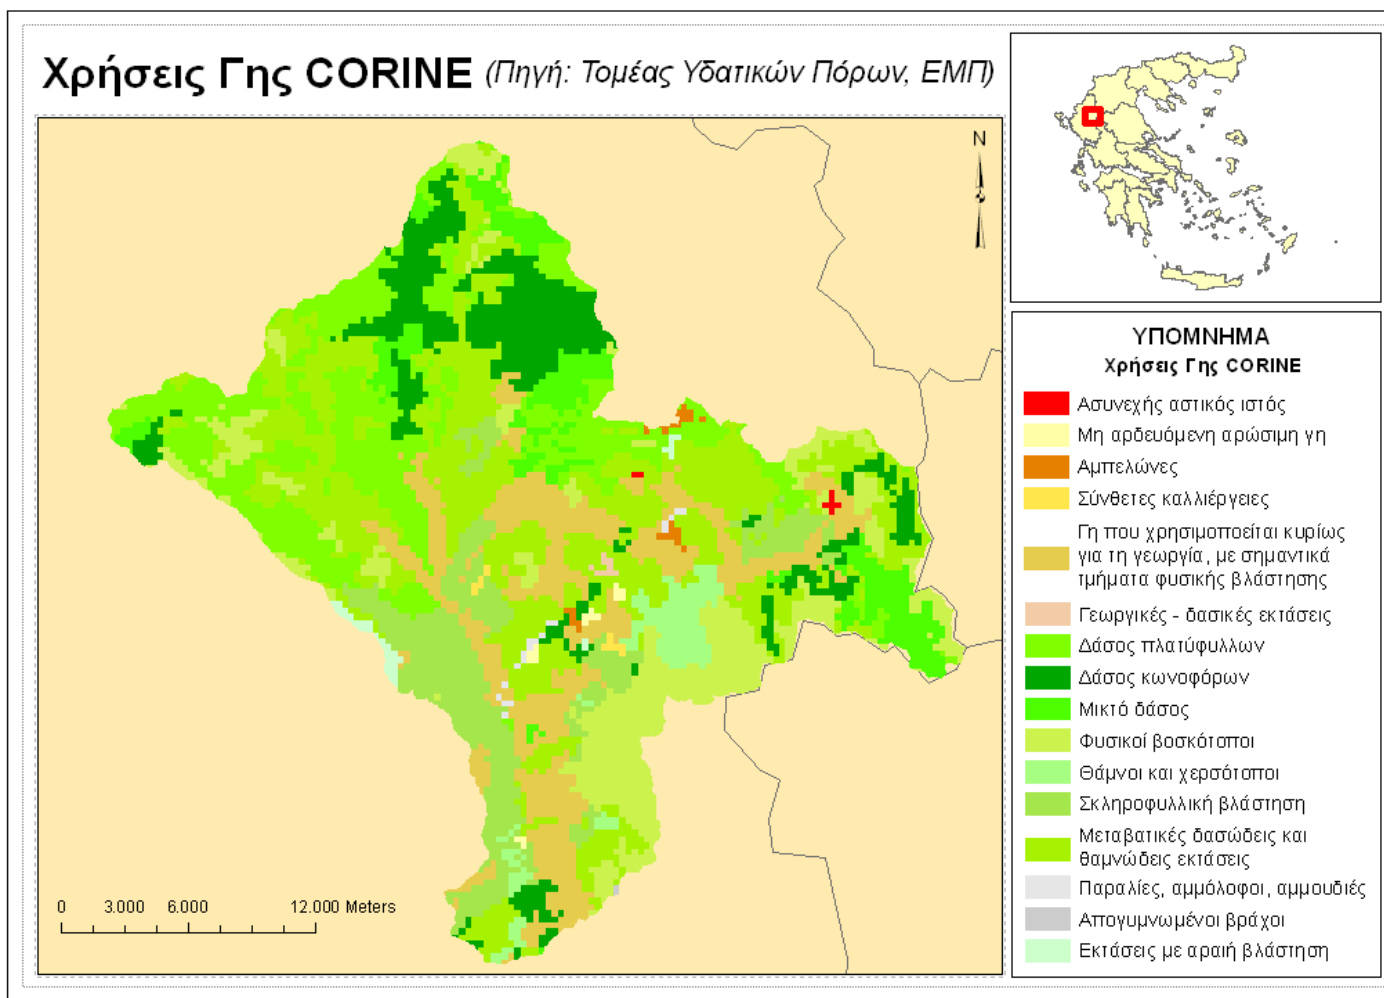 Χρήσεις Γης CORINE (Πηγή: Τομέας Υδατικών Πόρων, ΕΜΠ)
N
0 3.000 6.000 12.000 Meters
ΥΠΟΜΝΗΜΑ
Χρήσεις Γης CORINE
Ασυνεχής αστικός ιστός
Μη αρδευόμενη αρώσιμη γη
Αμπελώνες
Σύνθετες καλλιέργειες
Γη που χρησιμοποείται κυρίως
για τη γεωργία, με σημαντικά
τμήματα φυσικής βλάστησης
Γεωργικές - δασικές εκτάσεις
Δάσος πλατύφυλλων
Δάσος κωνοφόρων
Μικτό δάσος
Φυσικοί βοσκότοποι
Θάμνοι και χερσότοποι
Σκληροφυλλική βλάστηση
Μεταβατικές δασώδεις και
θαμνώδεις εκτάσεις
Παραλίες, αμμόλοφοι, αμμουδιές
Απογυμνωμένοι βράχοι
Εκτάσεις με αραιή βλάστηση